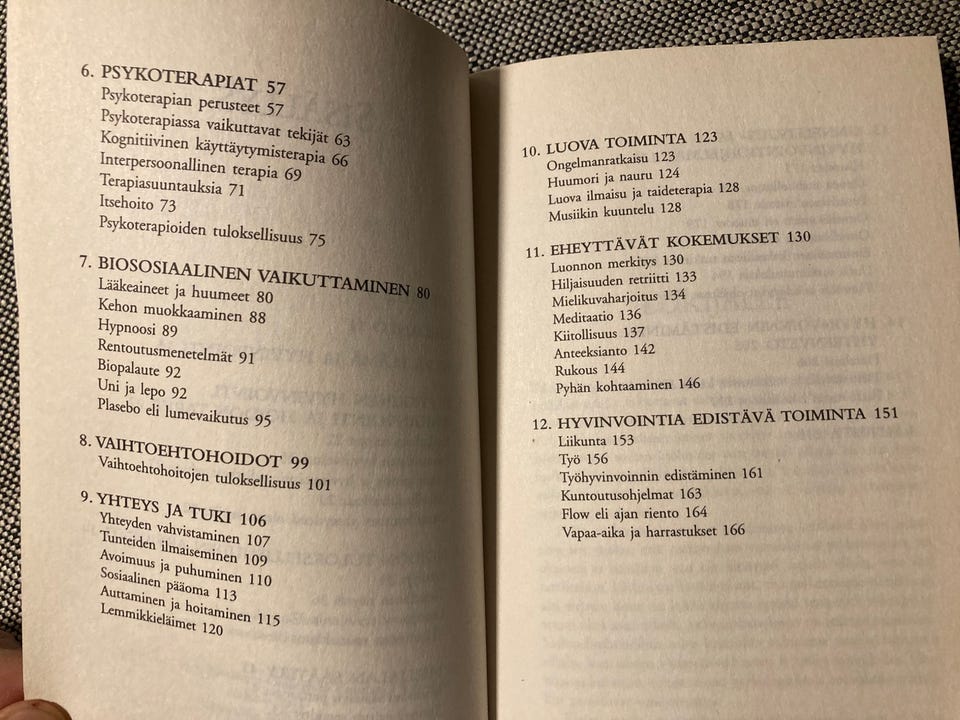 6. PSYKOTERAPIAT 57
Psykoterapian perusteet 57
Psykoterapiassa vaikuttavat tekijät 63
Kognitiivinen käyttäytymisterapia 66
Interpersoonallinen terapia 69
Terapiasuuntauksia 71
Itsehoito 73
Psykoterapioiden tuloksellisuus 75
7. BIOSOSIAALINEN VAIKUTTAMINEN 80
Lääkeaineet ja huumeet 80
Kehon muokkaaminen 88
Hypnoosi 89
Rentoutusmenetelmät 91
Biopalaute 92
Uni ja lepo 92
Plasebo eli lumevaikutus 95
8. VAIHTOEHTOHOIDOT 99
Vaihtoehtohoitojen tuloksellisuus 101
9. YHTEYS JA TUKI 106
Yhteyden vahvistaminen 107
Tunteiden ilmaiseminen 109
Avoimuus ja puhuminen 110
Sosiaalinen pääoma 113
Auttaminen ja hoitaminen 115
Lemmikkieläimet 120
10. LUOVA TOIMINTA 123
Ongelmanratkaisu 123
Huumori ja nauru 124
Luova ilmaisu ja taideterapia 128
Musiikin kuuntelu 128
11. EHEYTTÄVÄT KOKEMUKSET 130
Luonnon merkitys 130
Hiljaisuuden retriitti 133
Mielikuvaharjoitus 134
Meditaatio 136
Kiitollisuus 137
Anteeksianto 142
Rukous 144
Pyhän kohtaaminen 146
12. HYVINVOINTIA EDISTÄVÄ TOIMINTA 151
Liikunta 153
Työ 156
Työhyvinvoinnin edistäminen 161
Kuntoutusohjelmat 163
Flow eli ajan riento 164
Vapaa-aika ja harrastukset 166